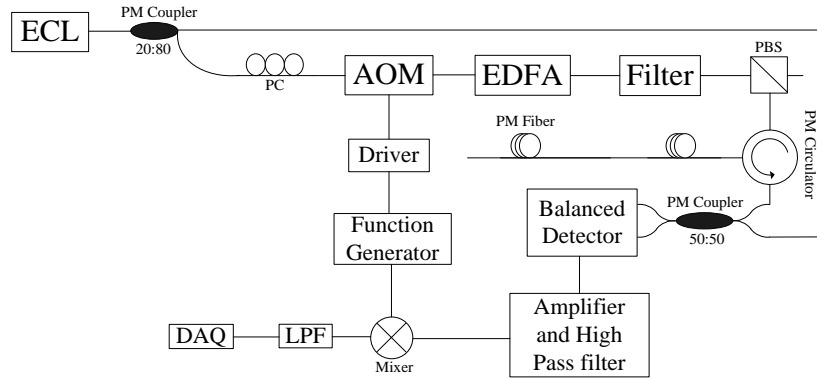 PM Coupler
ECL
20:80
PC
AOM
EDFA
Filter
PBS
PM Fiber
PM Circulator
Driver
Function
Generator
Balanced
Detector
PM Coupler
50:50
DAQ
LPF
Mixer
Amplifier
and High
Pass filter